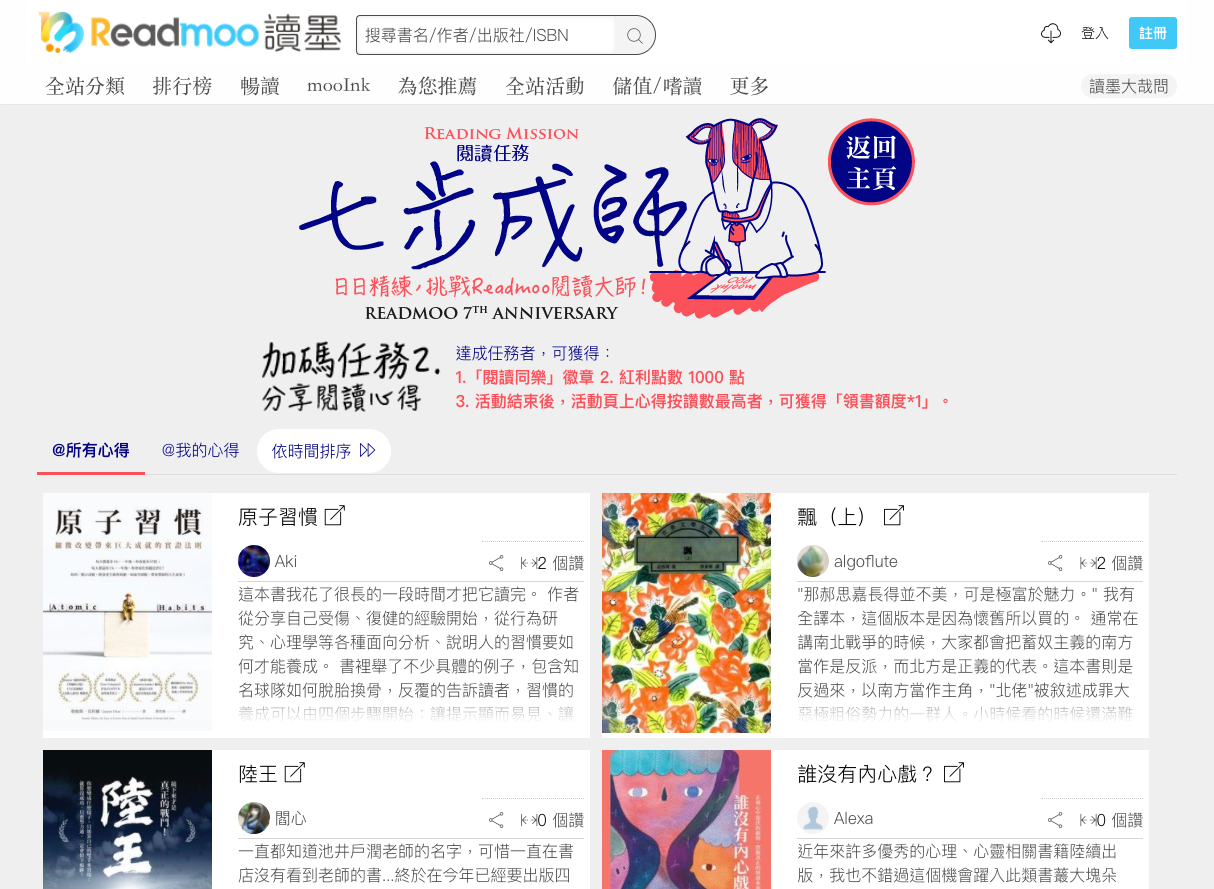 Readmoo讀墨
搜尋書名/作者/出版社/ISBN
登入
註冊
全站分類 排行榜 暢讀 mooInk 為您推薦 全站活動 儲值/嗜讀 更多
讀墨大哉問
READING MISSION
閱讀任務
七步成師
日日精練,挑戰Readmoo閱讀大師!
README 7TH ANNIVERSARY
返回
主頁
mooInk
加碼任務2.
分享閱讀心得
達成任務者，可獲得：
1.「閱讀同樂」徽章 2. 紅利點數 1000 點
3. 活動結束後，活動頁上心得按讚數最高者，可獲得「領書額度*1」。
@所有心得 @我的心得 依時間排序
原子習慣
細微改變帶來巨大成就的實證法則
Atomic Habits
原子習慣
Aki
2 個讚
這本書我花了很長的一段時間才把它讀完。 作者
從分享自己受傷、復健的經驗開始，從行為研
究、心理學等各種面向分析、說明人的習慣要如
何才能養成。 書裡舉了不少具體的例子，包含知
名球隊如何脫胎換骨，反覆的告訴讀者，習慣的
養成可以由四個步驟開始：讓提示顯而易見、讓
飄
飄（上）
algoflute
2 個讚
"那郝思嘉長得並不美，可是極富於魅力。" 我有
全譯本，這個版本是因為懷舊所以買的。 通常在
講南北戰爭的時候，大家都會把蓄奴主義的南方
當作是反派，而北方是正義的代表。這本書則是
反過來，以南方當作主角，"北佬"被敘述成罪大
惡極粗俗勢力的一群人。小時候看的時候還滿難
陸王
接下來才是
真正的戰鬥！
陸王
閻心
0 個讚
一直都知道池井戶潤老師的名字，可惜一直在書
店沒有看到老師的書...終於在今年已經要出版四
誰沒有內心戲
誰沒有內心戲？
Alexa
0 個讚
近年來許多優秀的心理、心靈相關書籍陸續出
版，我也不錯過這個機會躍入此類書叢大塊朵